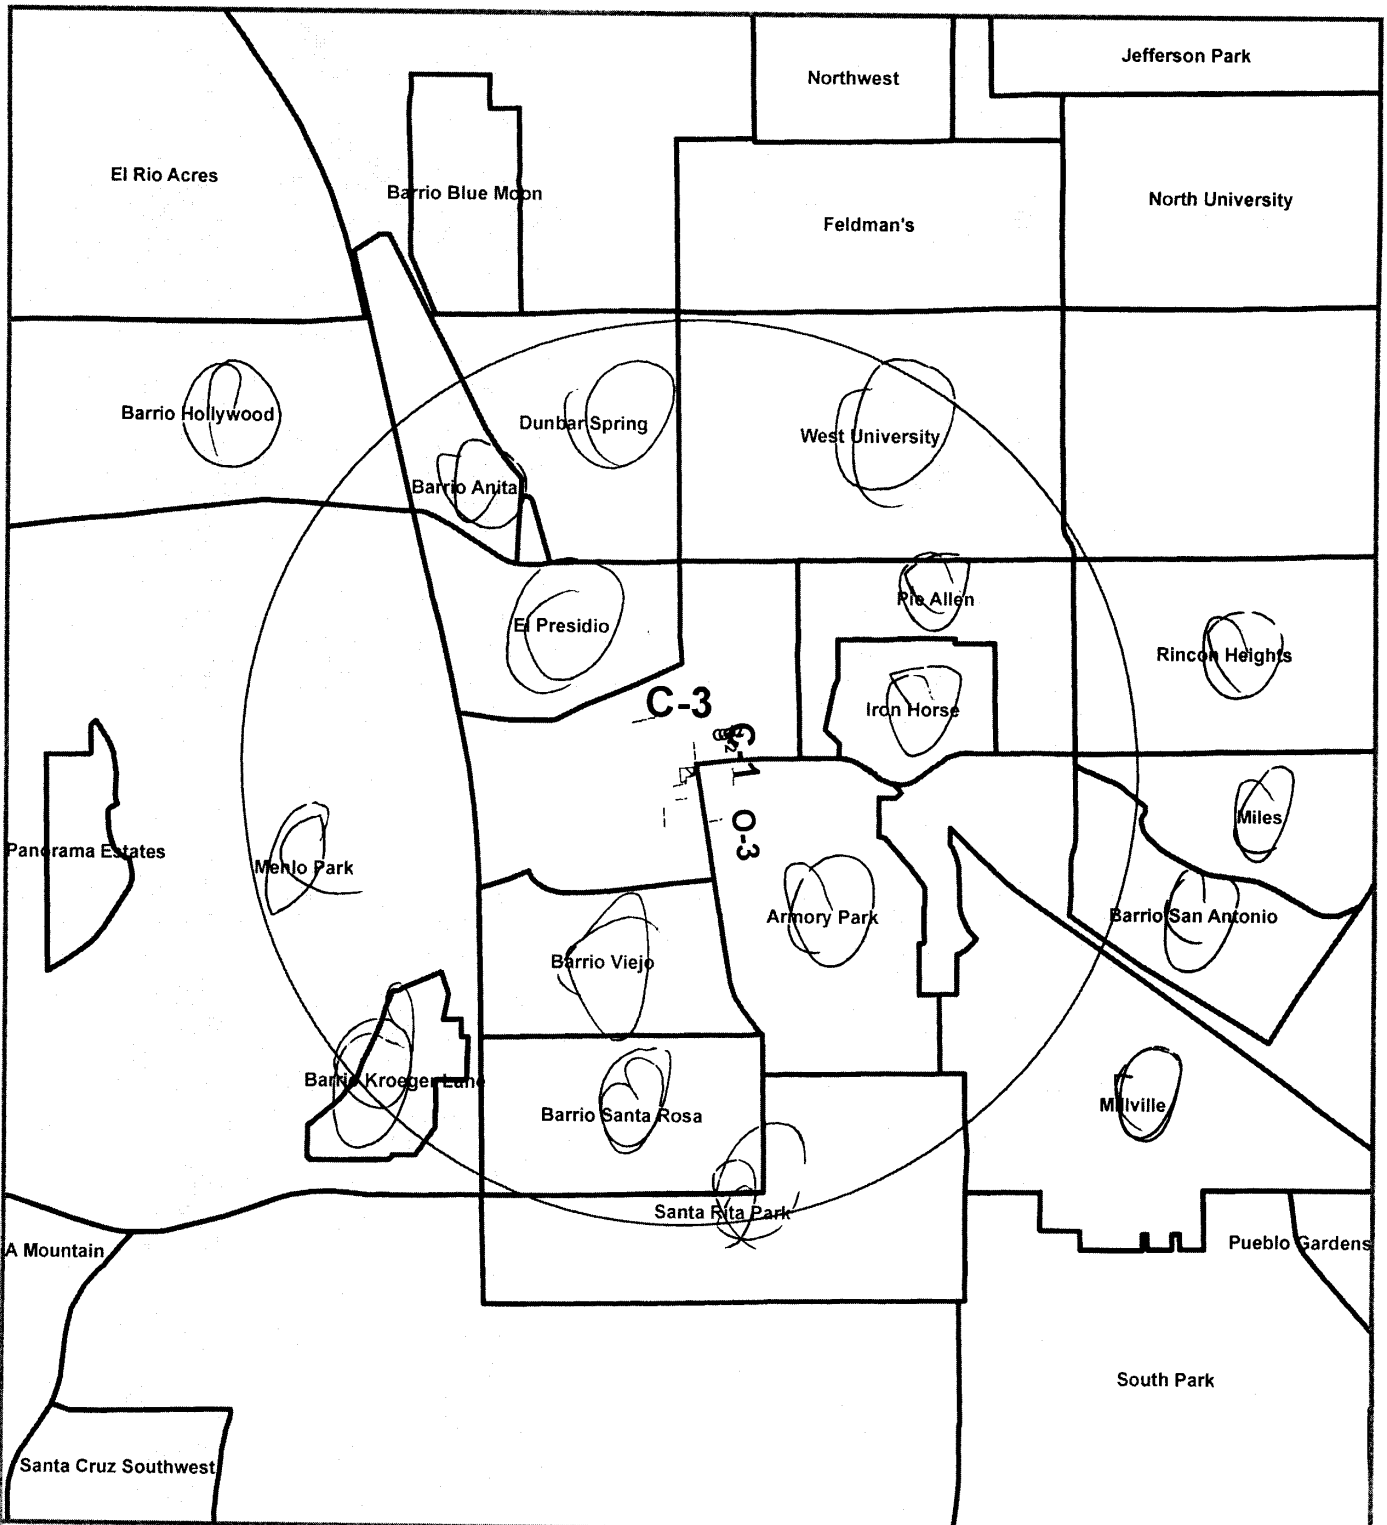 Jefferson Park
Northwest
El Rio Acres
Barrio Blue Moon
North University
Feldman's
Barrio Hollywood
Dunbar Spring
West University
Barrio Anita
Pie Allen
El Presidio
Rincon Heights
C-3
Iron Horse
C-1
O-3
Miles
Panorama Estates
Menlo Park
Armory Park
Barrio San Antonio
Barrio Viejo
Barrio Kroeger Lane
Millville
Barrio Santa Rosa
Santa Rita Park
A Mountain
Pueblo Gardens
South Park
Santa Cruz Southwest